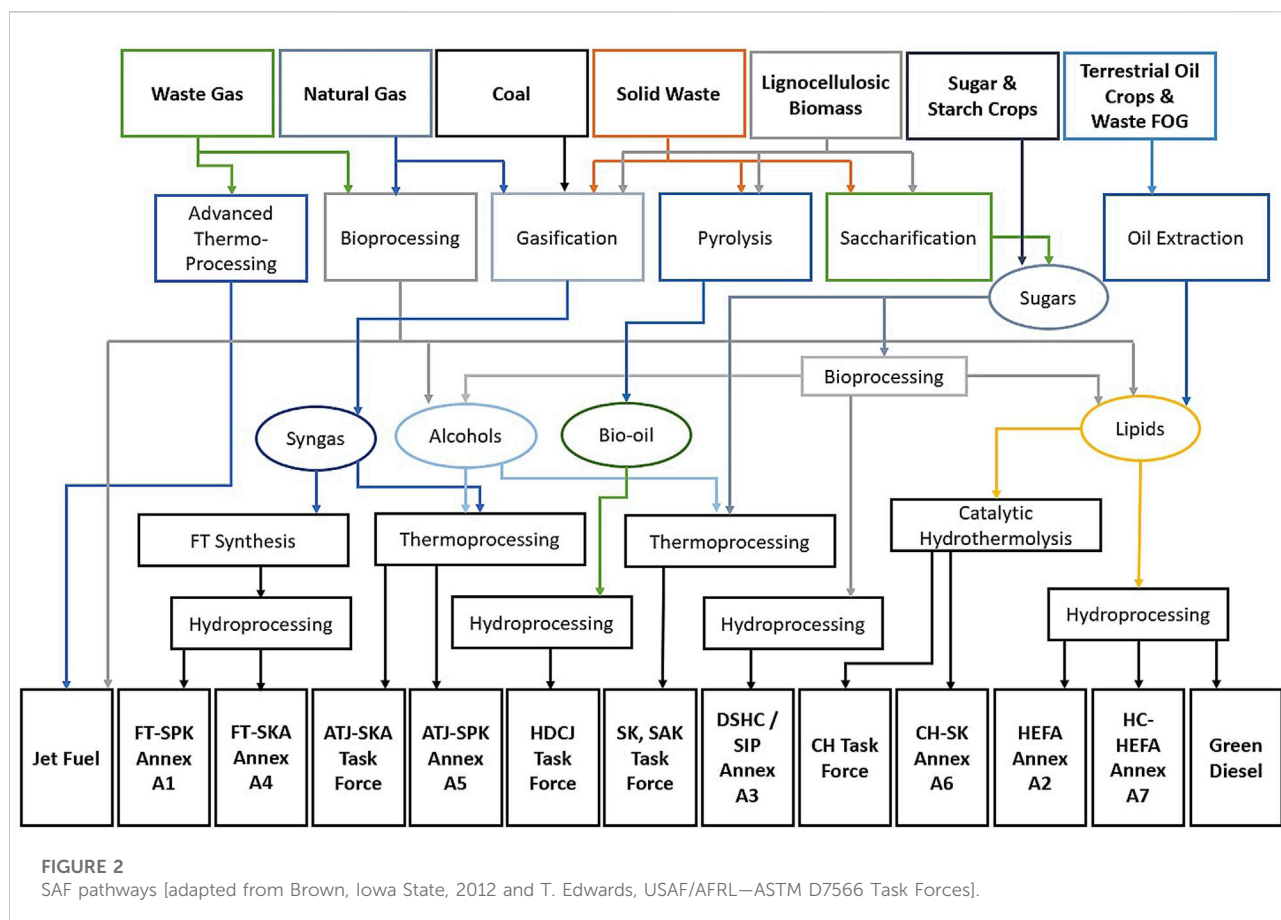 Waste Gas
Natural Gas
Coal
Solid Waste
Lignocellulosic
Biomass
Sugar &
Starch Crops
Terrestrial Oil
Crops &
Waste FOG
Advanced
Thermo-
Processing
Bioprocessing
Gasification
Pyrolysis
Saccharification
Oil Extraction
Sugars
Bioprocessing
Syngas
Alcohols
Bio-oil
Lipids
FT Synthesis
Thermoprocessing
Thermoprocessing
Catalytic
Hydrothermolysis
Hydroprocessing
Hydroprocessing
Hydroprocessing
Hydroprocessing
Jet Fuel
FT-SPK
Annex
A1
FT-SKA
Annex
A4
ATJ-SKA
Task
Force
ATJ-SPK
Annex
A5
HDCJ
Task
Force
SK, SAK
Task
Force
DSHC /
SIP
Annex
A3
CH Task
Force
CH-SK
Annex
A6
HEFA
Annex
A2
HC-
HEFA
Annex
A7
Green
Diesel
FIGURE 2
SAF pathways [adapted from Brown, Iowa State, 2012 and T. Edwards, USAF/AFRL—ASTM D7566 Task Forces].